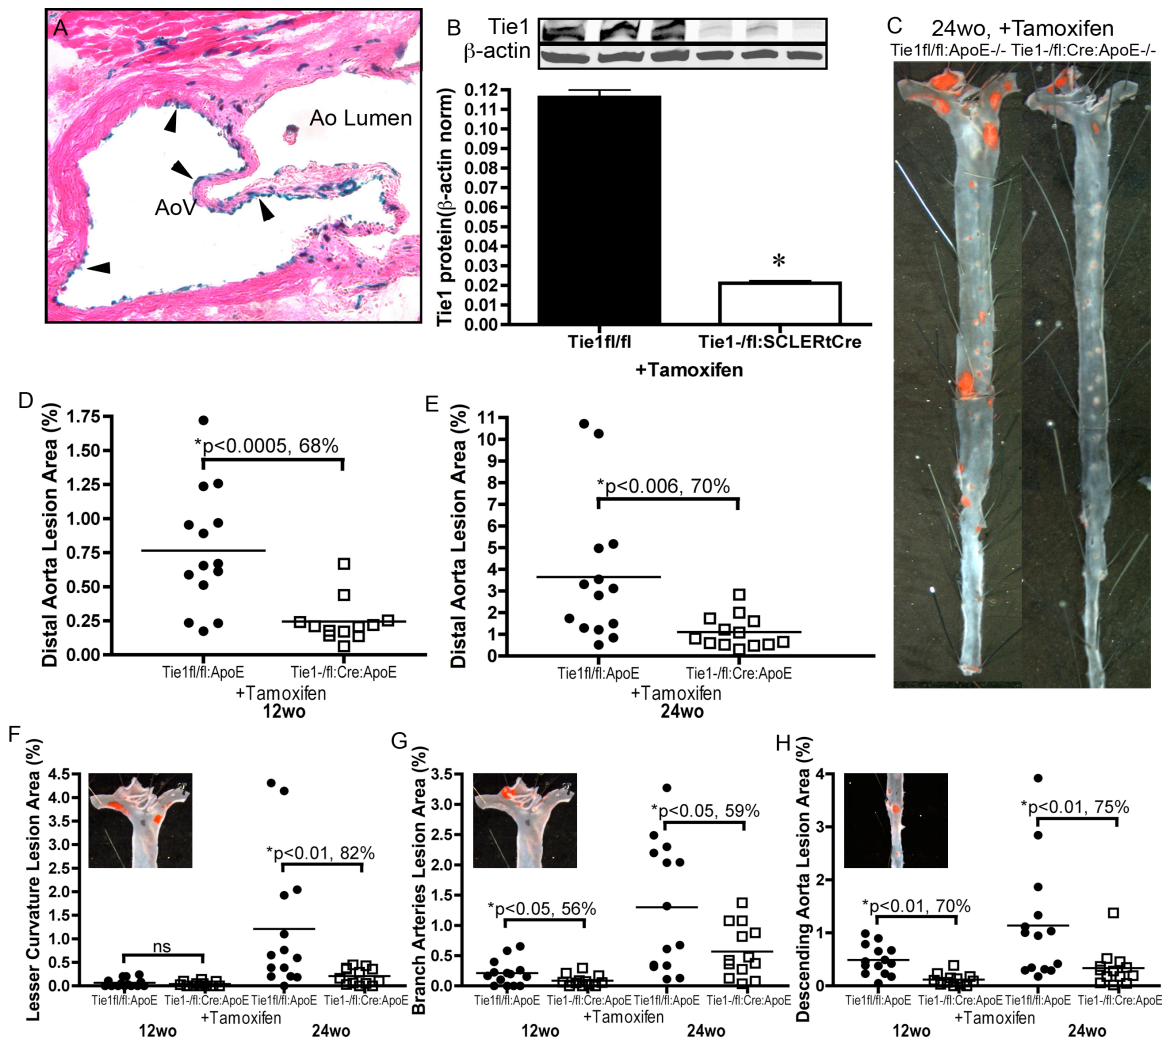 A
Ao Lumen
AoV
B
Tie1
β-actin
Tie1 protein(β-actin norm)
0.12
0.11
0.10
0.09
0.08
0.07
0.06
0.05
0.04
0.03
0.02
0.01
0.00
*
Tie1fl/fl
Tie1-/fl:SCLERtCre
+Tamoxifen
C
24wo, +Tamoxifen
Tie1fl/fl:ApoE-/- Tie1-/fl:Cre:ApoE-/-
D
Distal Aorta Lesion Area (%)
1.75
1.50
1.25
1.00
0.75
0.50
0.25
0.00
*p<0.0005, 68%
Tie1fl/fl:ApoE
Tie1-/fl:Cre:ApoE
+Tamoxifen
12wo
E
Distal Aorta Lesion Area (%)
11
10
9
8
7
6
5
4
3
2
1
0
*p<0.006, 70%
Tie1fl/fl:ApoE
Tie1-/fl:Cre:ApoE
+Tamoxifen
24wo
F
Lesser Curvature Lesion Area (%)
4.5
4.0
3.5
3.0
2.5
2.0
1.5
1.0
0.5
0.0
ns
*p<0.01, 82%
Tie1fl/fl:ApoE
Tie1-/fl:Cre:ApoE
Tie1fl/fl:ApoE
Tie1-/fl:Cre:ApoE
+Tamoxifen
12wo
24wo
G
Branch Arteries Lesion Area (%)
3.5
3.0
2.5
2.0
1.5
1.0
0.5
0.0
*p<0.05, 56%
*p<0.05, 59%
Tie1fl/fl:ApoE
Tie1-/fl:Cre:ApoE
Tie1fl/fl:ApoE
Tie1-/fl:Cre:ApoE
+Tamoxifen
12wo
24wo
H
Descending Aorta Lesion Area (%)
4
3
2
1
0
*p<0.01, 70%
*p<0.01, 75%
Tie1fl/fl:ApoE
Tie1-/fl:Cre:ApoE
Tie1fl/fl:ApoE
Tie1-/fl:Cre:ApoE
+Tamoxifen
12wo
24wo